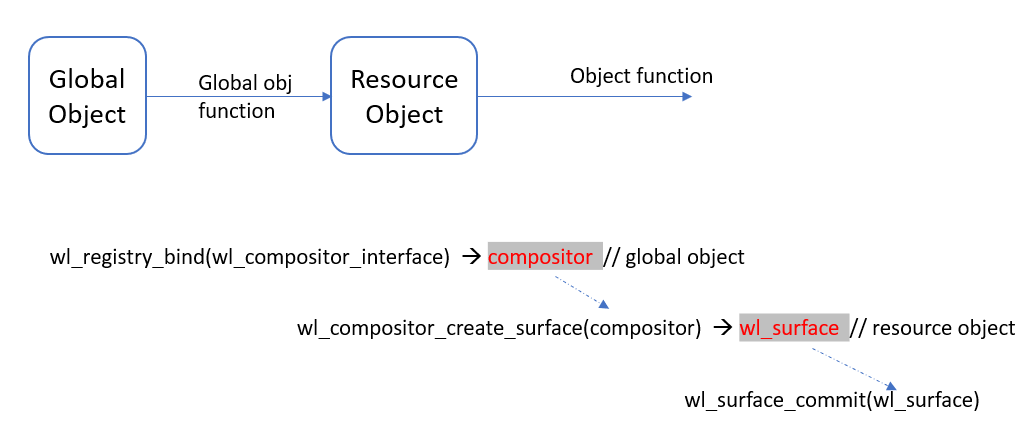 Global
Object
Global obj
function
Resource
Object
Object function
wl_registry_bind(wl_compositor_interface) → compositor // global object
wl_compositor_create_surface(compositor) → wl_surface // resource object
wl_surface_commit(wl_surface)